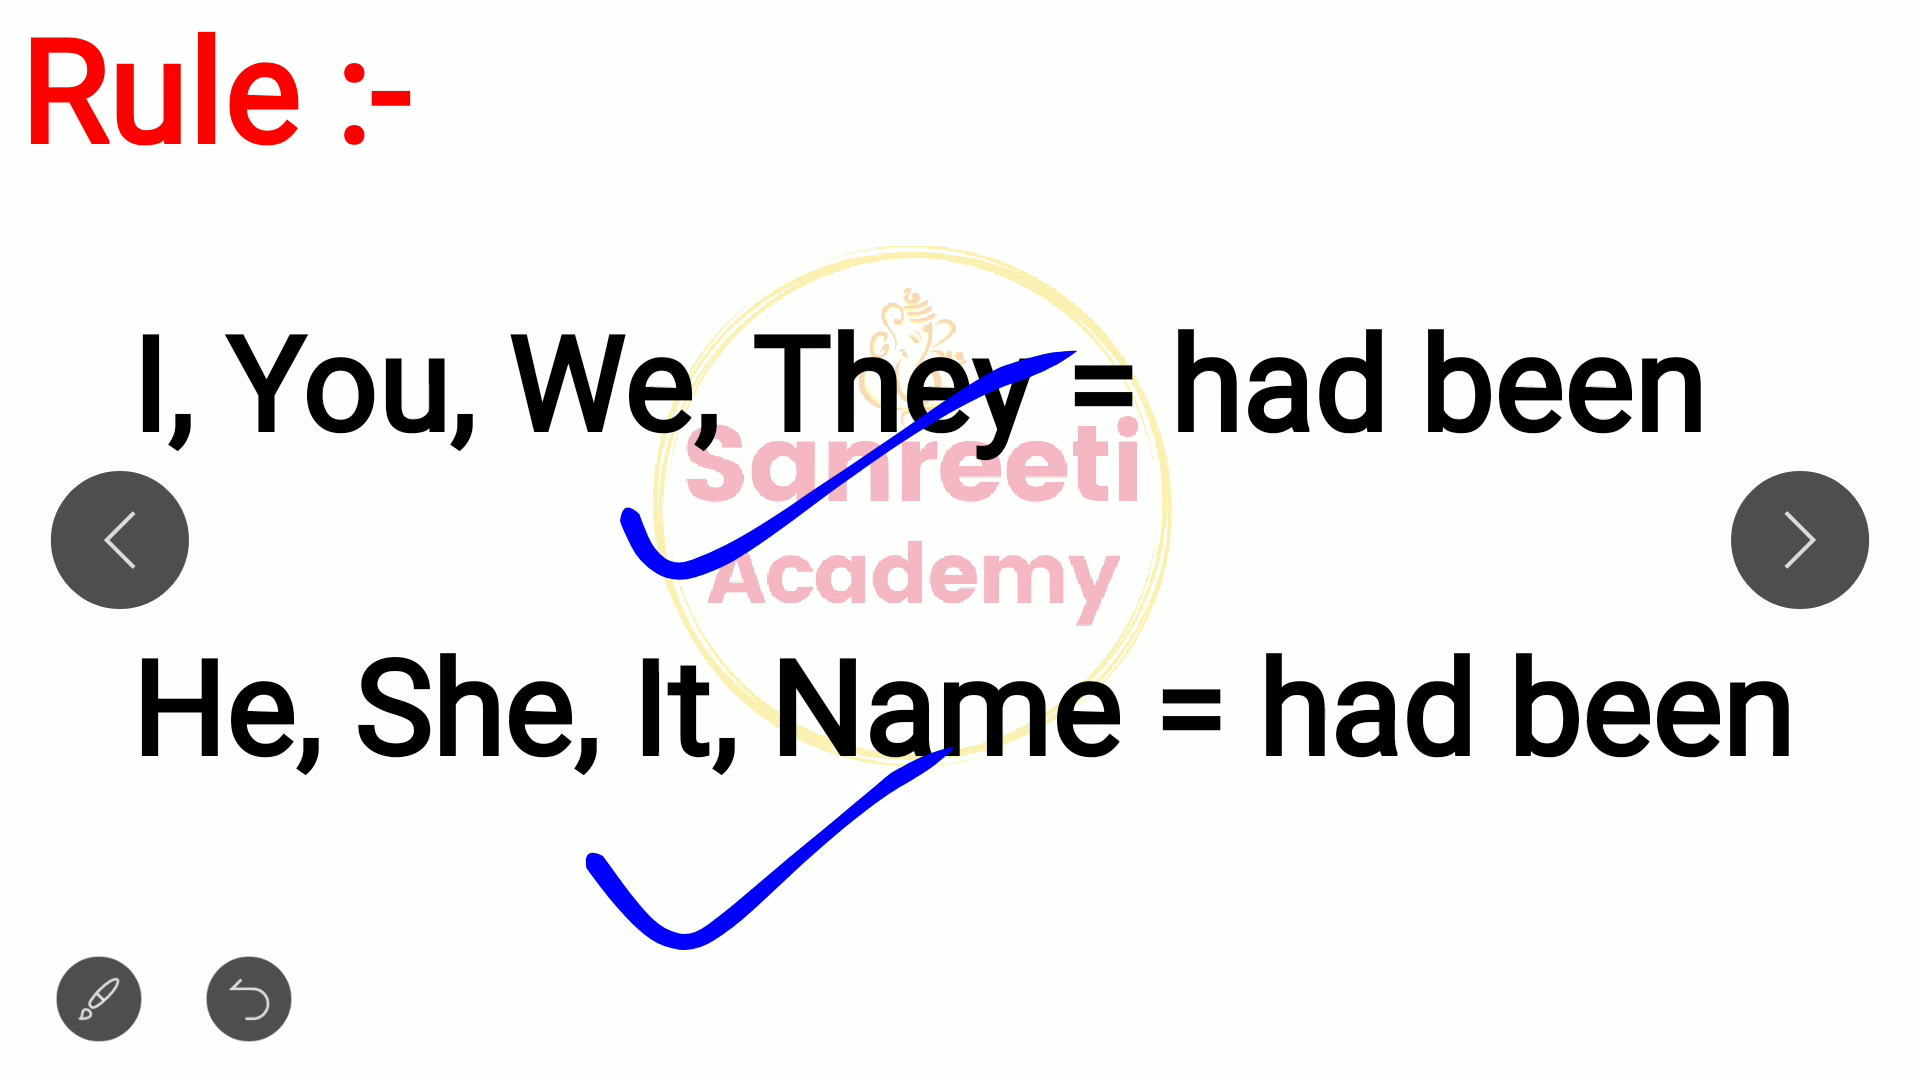 Rule :-
I, You, We, They = had been
Sanreeti
Academy
He, She, It, Name = had been